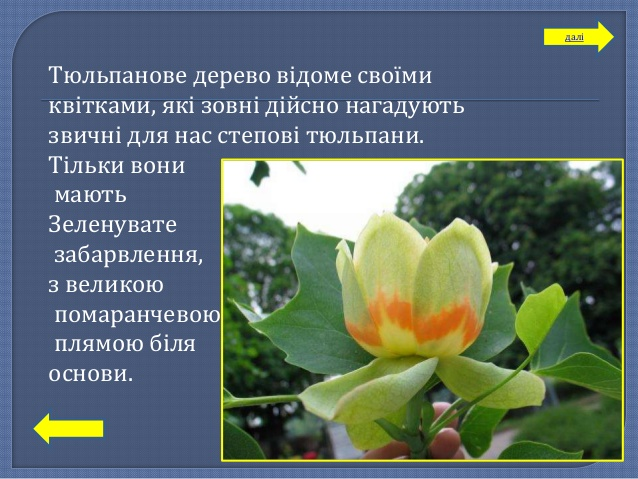 далі
Тюльпанове дерево відоме своїми
квітками, які зовні дійсно нагадують
звичні для нас степові тюльпани.
Тільки вони
мають
Зеленувате
забарвлення,
з великою
помаранчевою
плямою біля
основи.